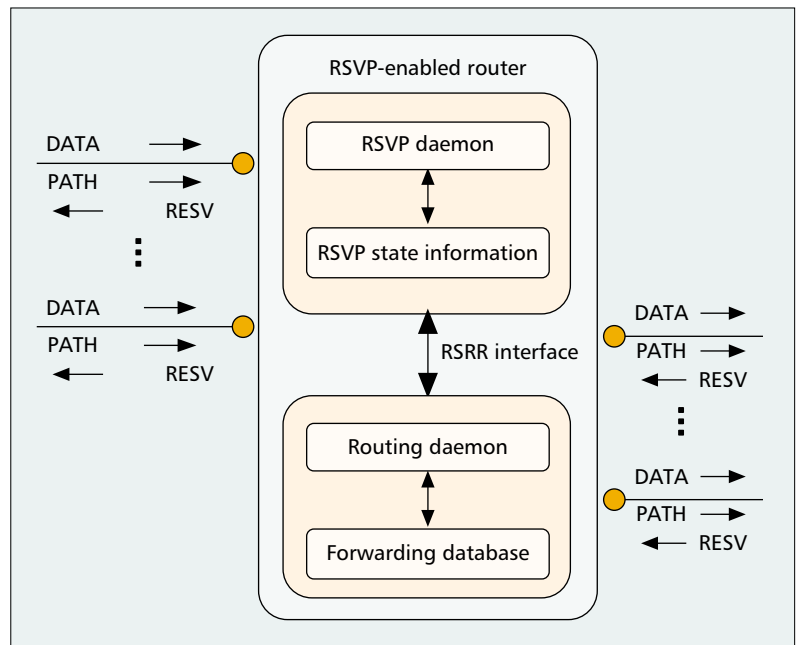 RSVP-enabled router
RSVP daemon
RSVP state information
RSRR interface
Routing daemon
Forwarding database
DATA
PATH
RESV
DATA
PATH
RESV
DATA
PATH
RESV
DATA
PATH
RESV